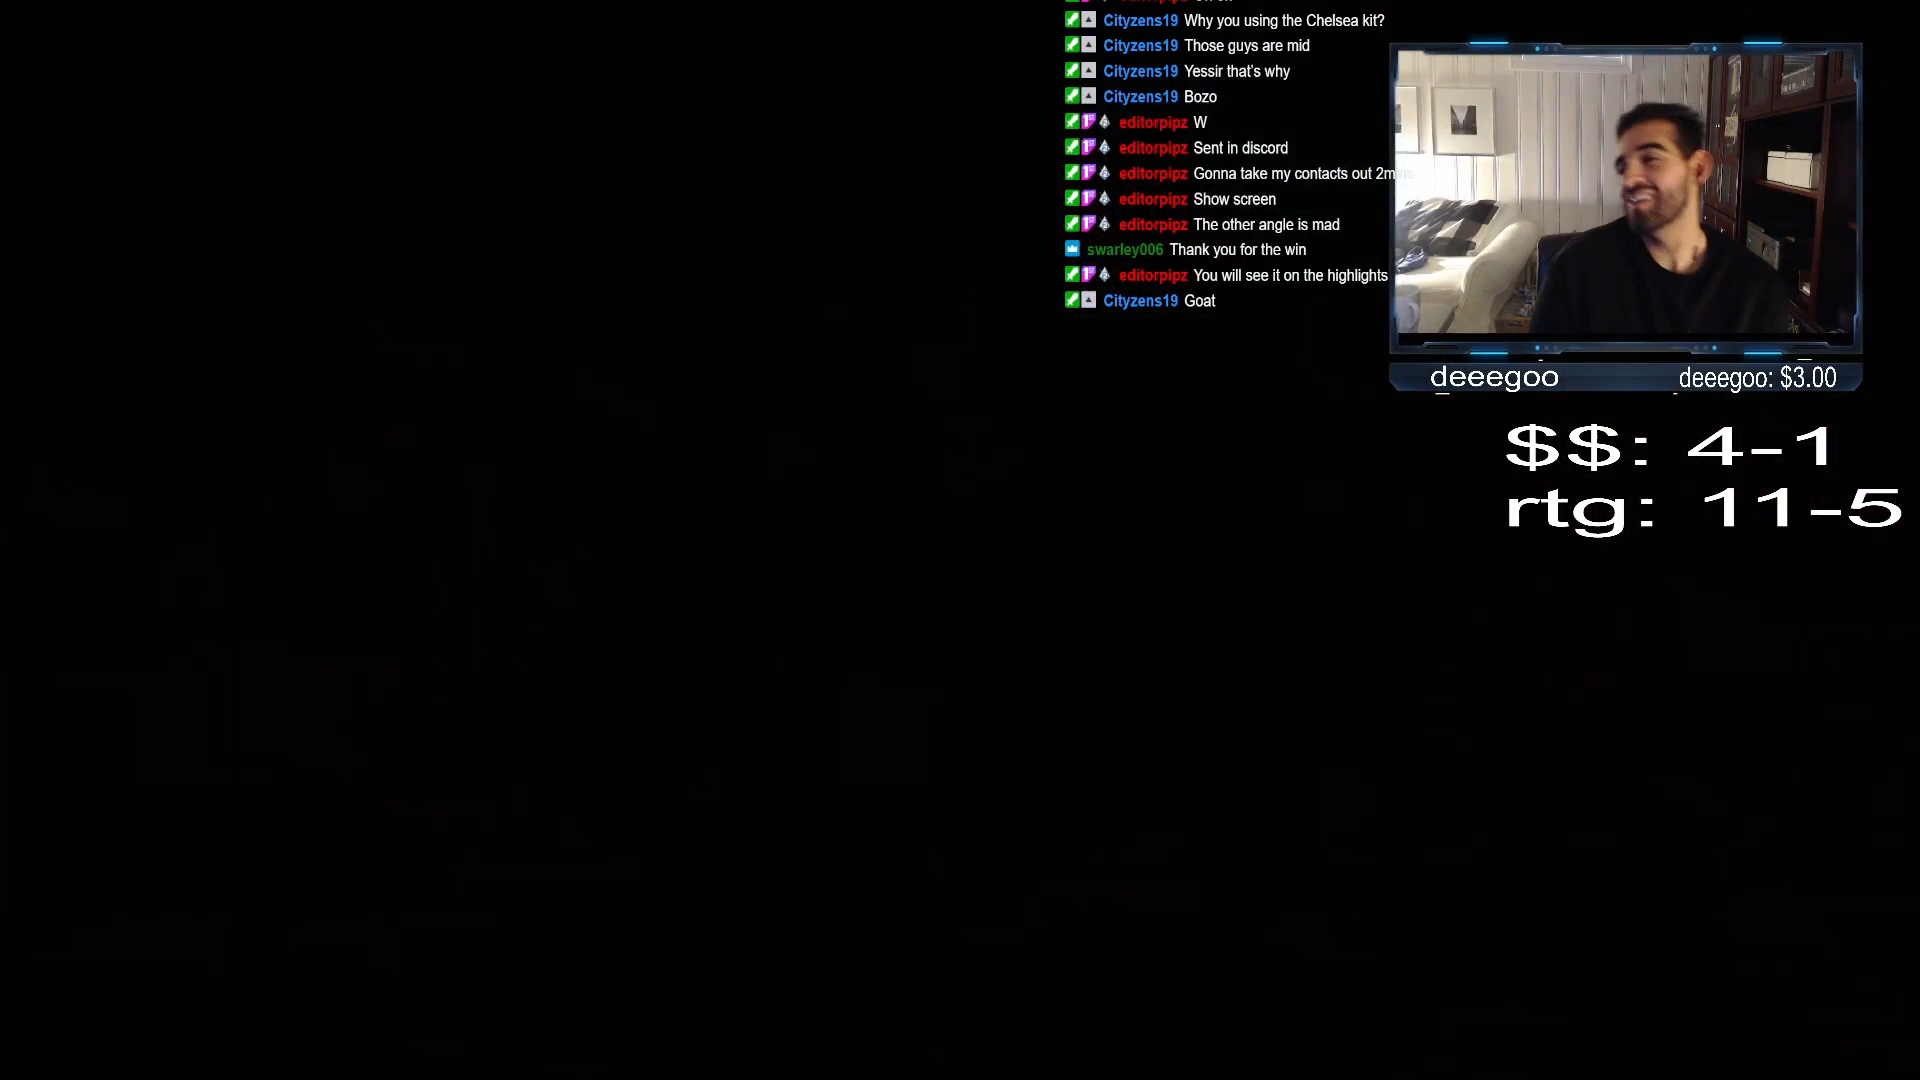 Cityzens19 Why you using the Chelsea kit?
Cityzens19 Those guys are mid
Cityzens19 Yessir that's why
Cityzens19 Bozo
editorpipz W
editorpipz Sent in discord
editorpipz Gonna take my contacts out 2mins
editorpipz Show screen
editorpipz The other angle is mad
swarley006 Thank you for the win
editorpipz You will see it on the highlights
Cityzens19 Goat
deeegoo
deeegoo: $3.00
$$: 4-1
rtg: 11-5